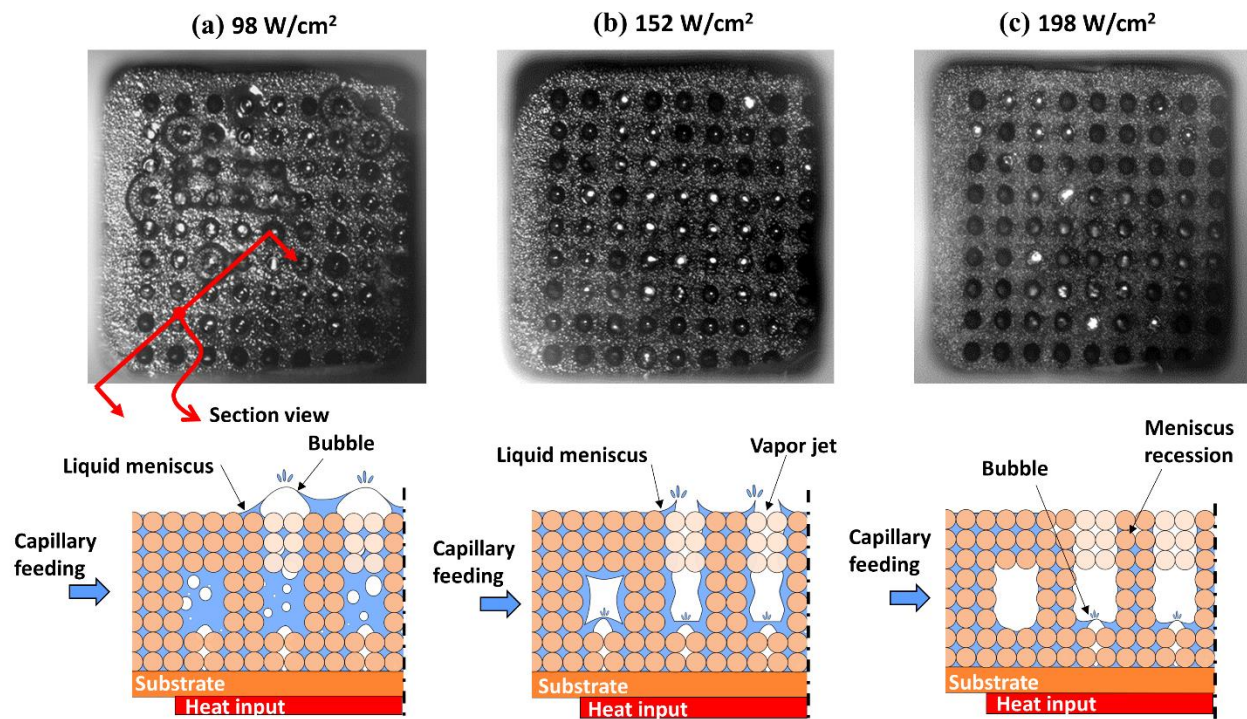 (a) 98 W/cm²
(b) 152 W/cm²
(c) 198 W/cm²
Section view
Bubble
Liquid meniscus
Capillary
feeding
Substrate
Heat input
Liquid meniscus
Vapor jet
Capillary
feeding
Substrate
Heat input
Meniscus
recession
Bubble
Capillary
feeding
Substrate
Heat input